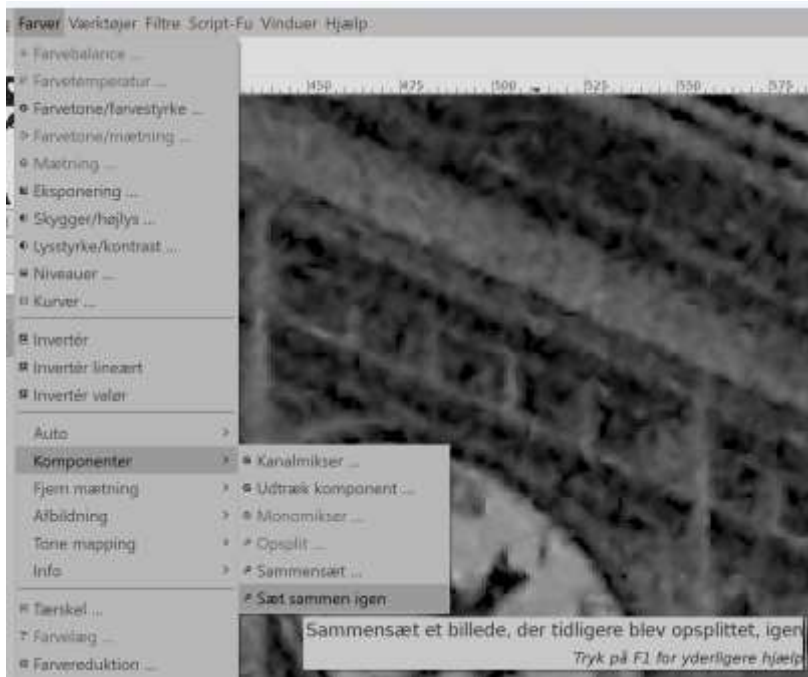 Farver Værktøjer Filtre Script-Fu Vinduer Hjælp
Farvebalance ...
Farvetemperatur ...
Farvetone/farvestyrke ...
Farvetone/mætning ...
Mætning ...
Eksponering ...
Skygger/højlys ...
Lysstyrke/kontrast ...
Niveauer ...
Kurver ...
450 475 500 525 550 575
Invertér
Invertér lineært
Invertér valør
Auto
Komponenter
Fjern mætning
Afbildning
Tone mapping
Info
Kanalmikser ...
Udtræk komponent ...
Monomikser ...
Opsplit ...
Sammensæt ...
Sæt sammen igen
Tærskel ...
Farvelæg ...
Farvereduktion ...
Sammensæt et billede, der tidligere blev opsplittet, igen
Tryk på F1 for yderligere hjælp